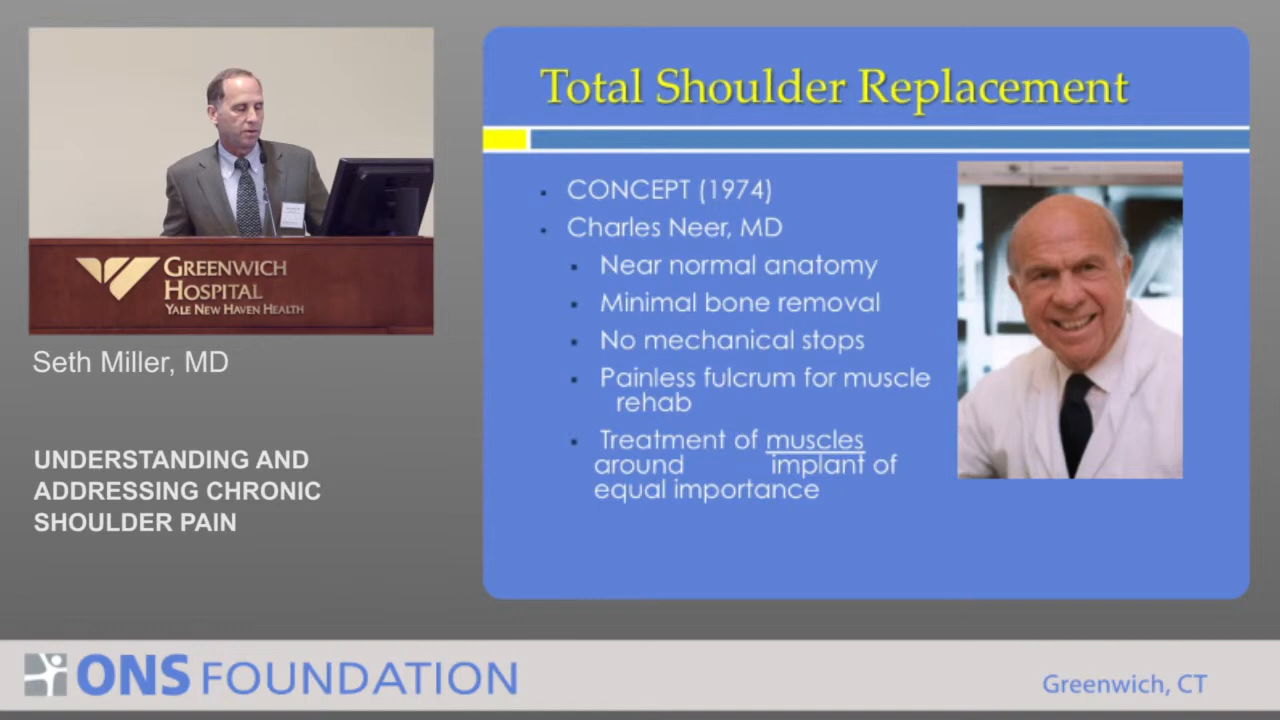 GREENWICH
HOSPITAL
YALE NEW HAVEN HEALTH
Seth Miller, MD
UNDERSTANDING AND
ADDRESSING CHRONIC
SHOULDER PAIN
Total Shoulder Replacement
CONCEPT (1974)
Charles Neer, MD
Near normal anatomy
Minimal bone removal
No mechanical stops
Painless fulcrum for muscle
rehab
Treatment of muscles
around implant of
equal importance
ONS FOUNDATION
Greenwich, CT